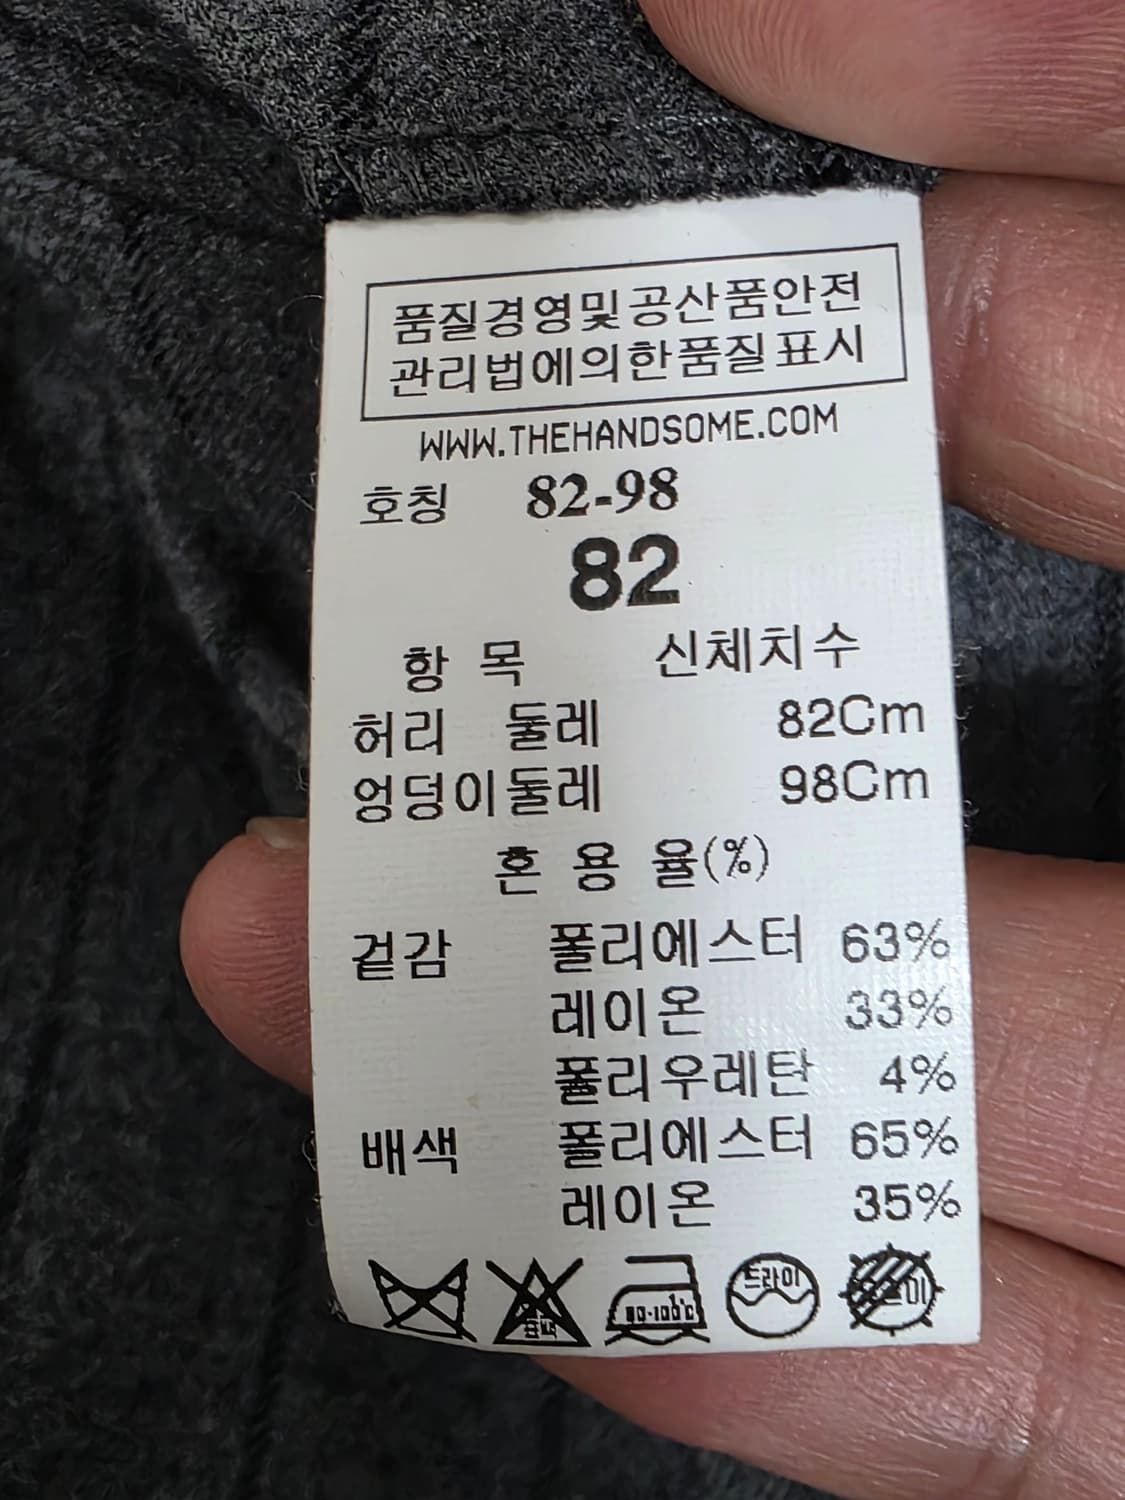 품질경영및공산품안전
관리법에의한품질표시
WWW.THEHANDSOME.COM
호칭 82-98
82
항 목 신체치수
허리 둘레 82Cm
엉덩이둘레 98Cm
혼 용 율(%)
겉감 폴리에스터 63%
레이온 33%
폴리우레탄 4%
배색 폴리에스터 65%
레이온 35%
표백 80-100℃ 드라이